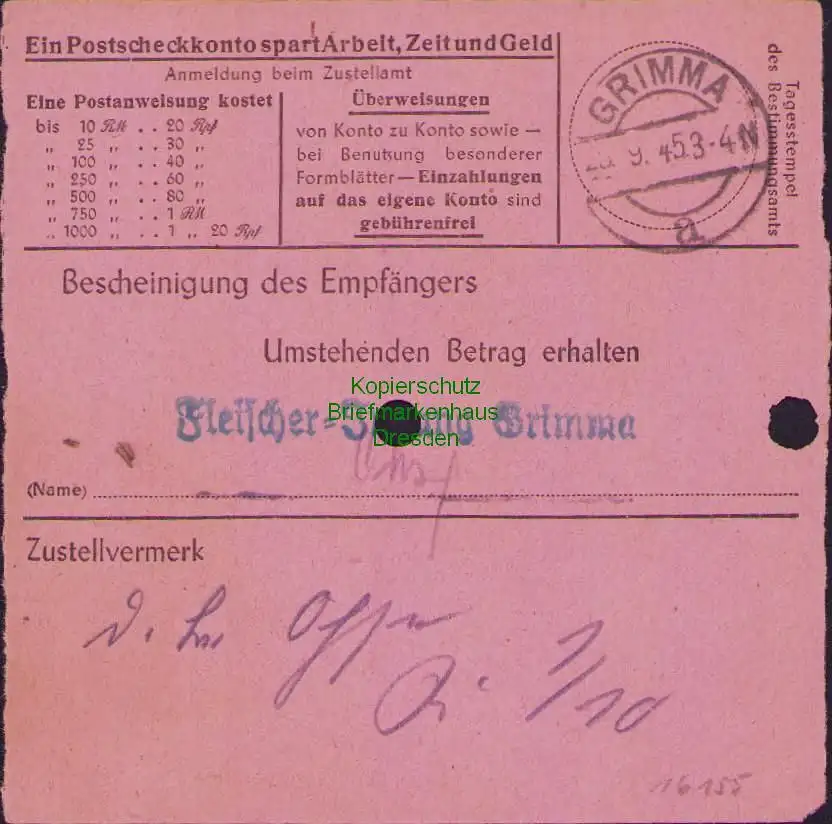 Ein Postscheckkonto spart Arbeit, Zeit und Geld
Anmeldung beim Zustellamt
Eine Postanweisung kostet
bis 10 RM . . 20 Rpf
„ 25 „ . . 30 „
„ 100 „ . . 40 „
„ 250 „ . . 60 „
„ 500 „ . . 80 „
„ 750 „ . . 1 RM
„ 1000 „ . . 1 „ 20 Rpf
Überweisungen
von Konto zu Konto sowie —
bei Benutzung besonderer
Formblätter — Einzahlungen
auf das eigene Konto sind
gebührenfrei
GRIMMA
9. 45.3-4 N
a
Tagesstempel
des Bestimmungsamts
Bescheinigung des Empfängers
Umstehenden Betrag erhalten
Kopierschutz
Briefmarkenhaus
Dresden
Fleischer- Grimma
(Name)
Zustellvermerk
1/10
16155